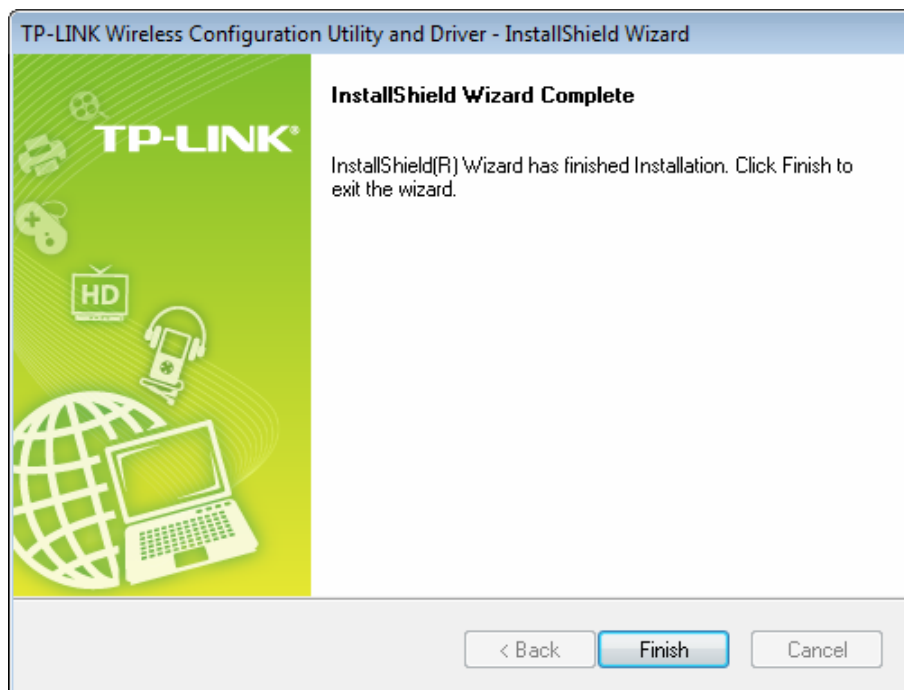 TP-LINK Wireless Configuration Utility and Driver - InstallShield Wizard
TP-LINK®
InstallShield Wizard Complete
InstallShield(R) Wizard has finished Installation. Click Finish to
exit the wizard.
HD
< Back Finish Cancel